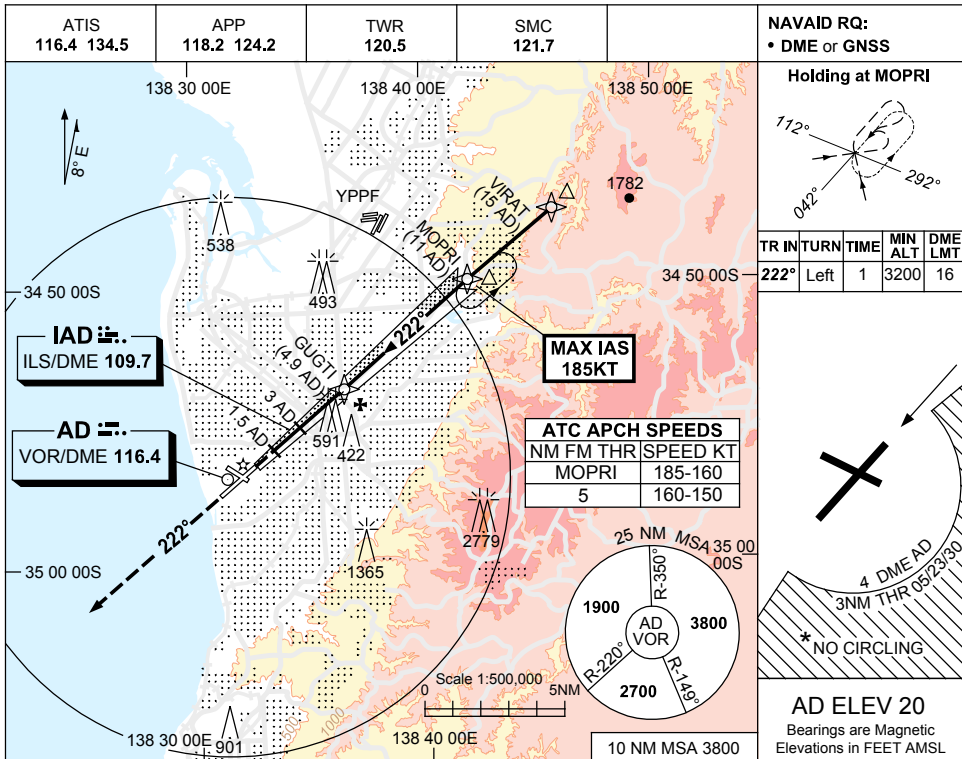 ATIS
116.4 134.5
APP
118.2 124.2
TWR
120.5
SMC
121.7
NAVAID RQ:
• DME or GNSS
138 30 00E
138 40 00E
138 50 00E
8° E
538
YPPF
493
VIRAT
(15 AD)
1782
MOPRI
(11 AD)
34 50 00S
34 50 00S
222°
IAD
ILS/DME 109.7
MAX IAS
185KT
GUGTI
(4.9 AD)
3 AD
1.5 AD
591
422
AD
VOR/DME 116.4
222°
ATC APCH SPEEDS
NM FM THR
SPEED KT
MOPRI
185-160
5
160-150
2779
1365
35 00 00S
35 00
00S
25 NM MSA
R-350°
1900
3800
AD
VOR
R-220°
R-149°
2700
Scale 1:500,000
0
5NM
500
1000
901
138 30 00E
138 40 00E
10 NM MSA 3800
Holding at MOPRI
112°
292°
042°
TR IN
TURN
TIME
MIN
ALT
DME
LMT
222°
Left
1
3200
16
4 DME AD
3NM THR 05/23/30
*NO CIRCLING
AD ELEV 20
Bearings are Magnetic
Elevations in FEET AMSL